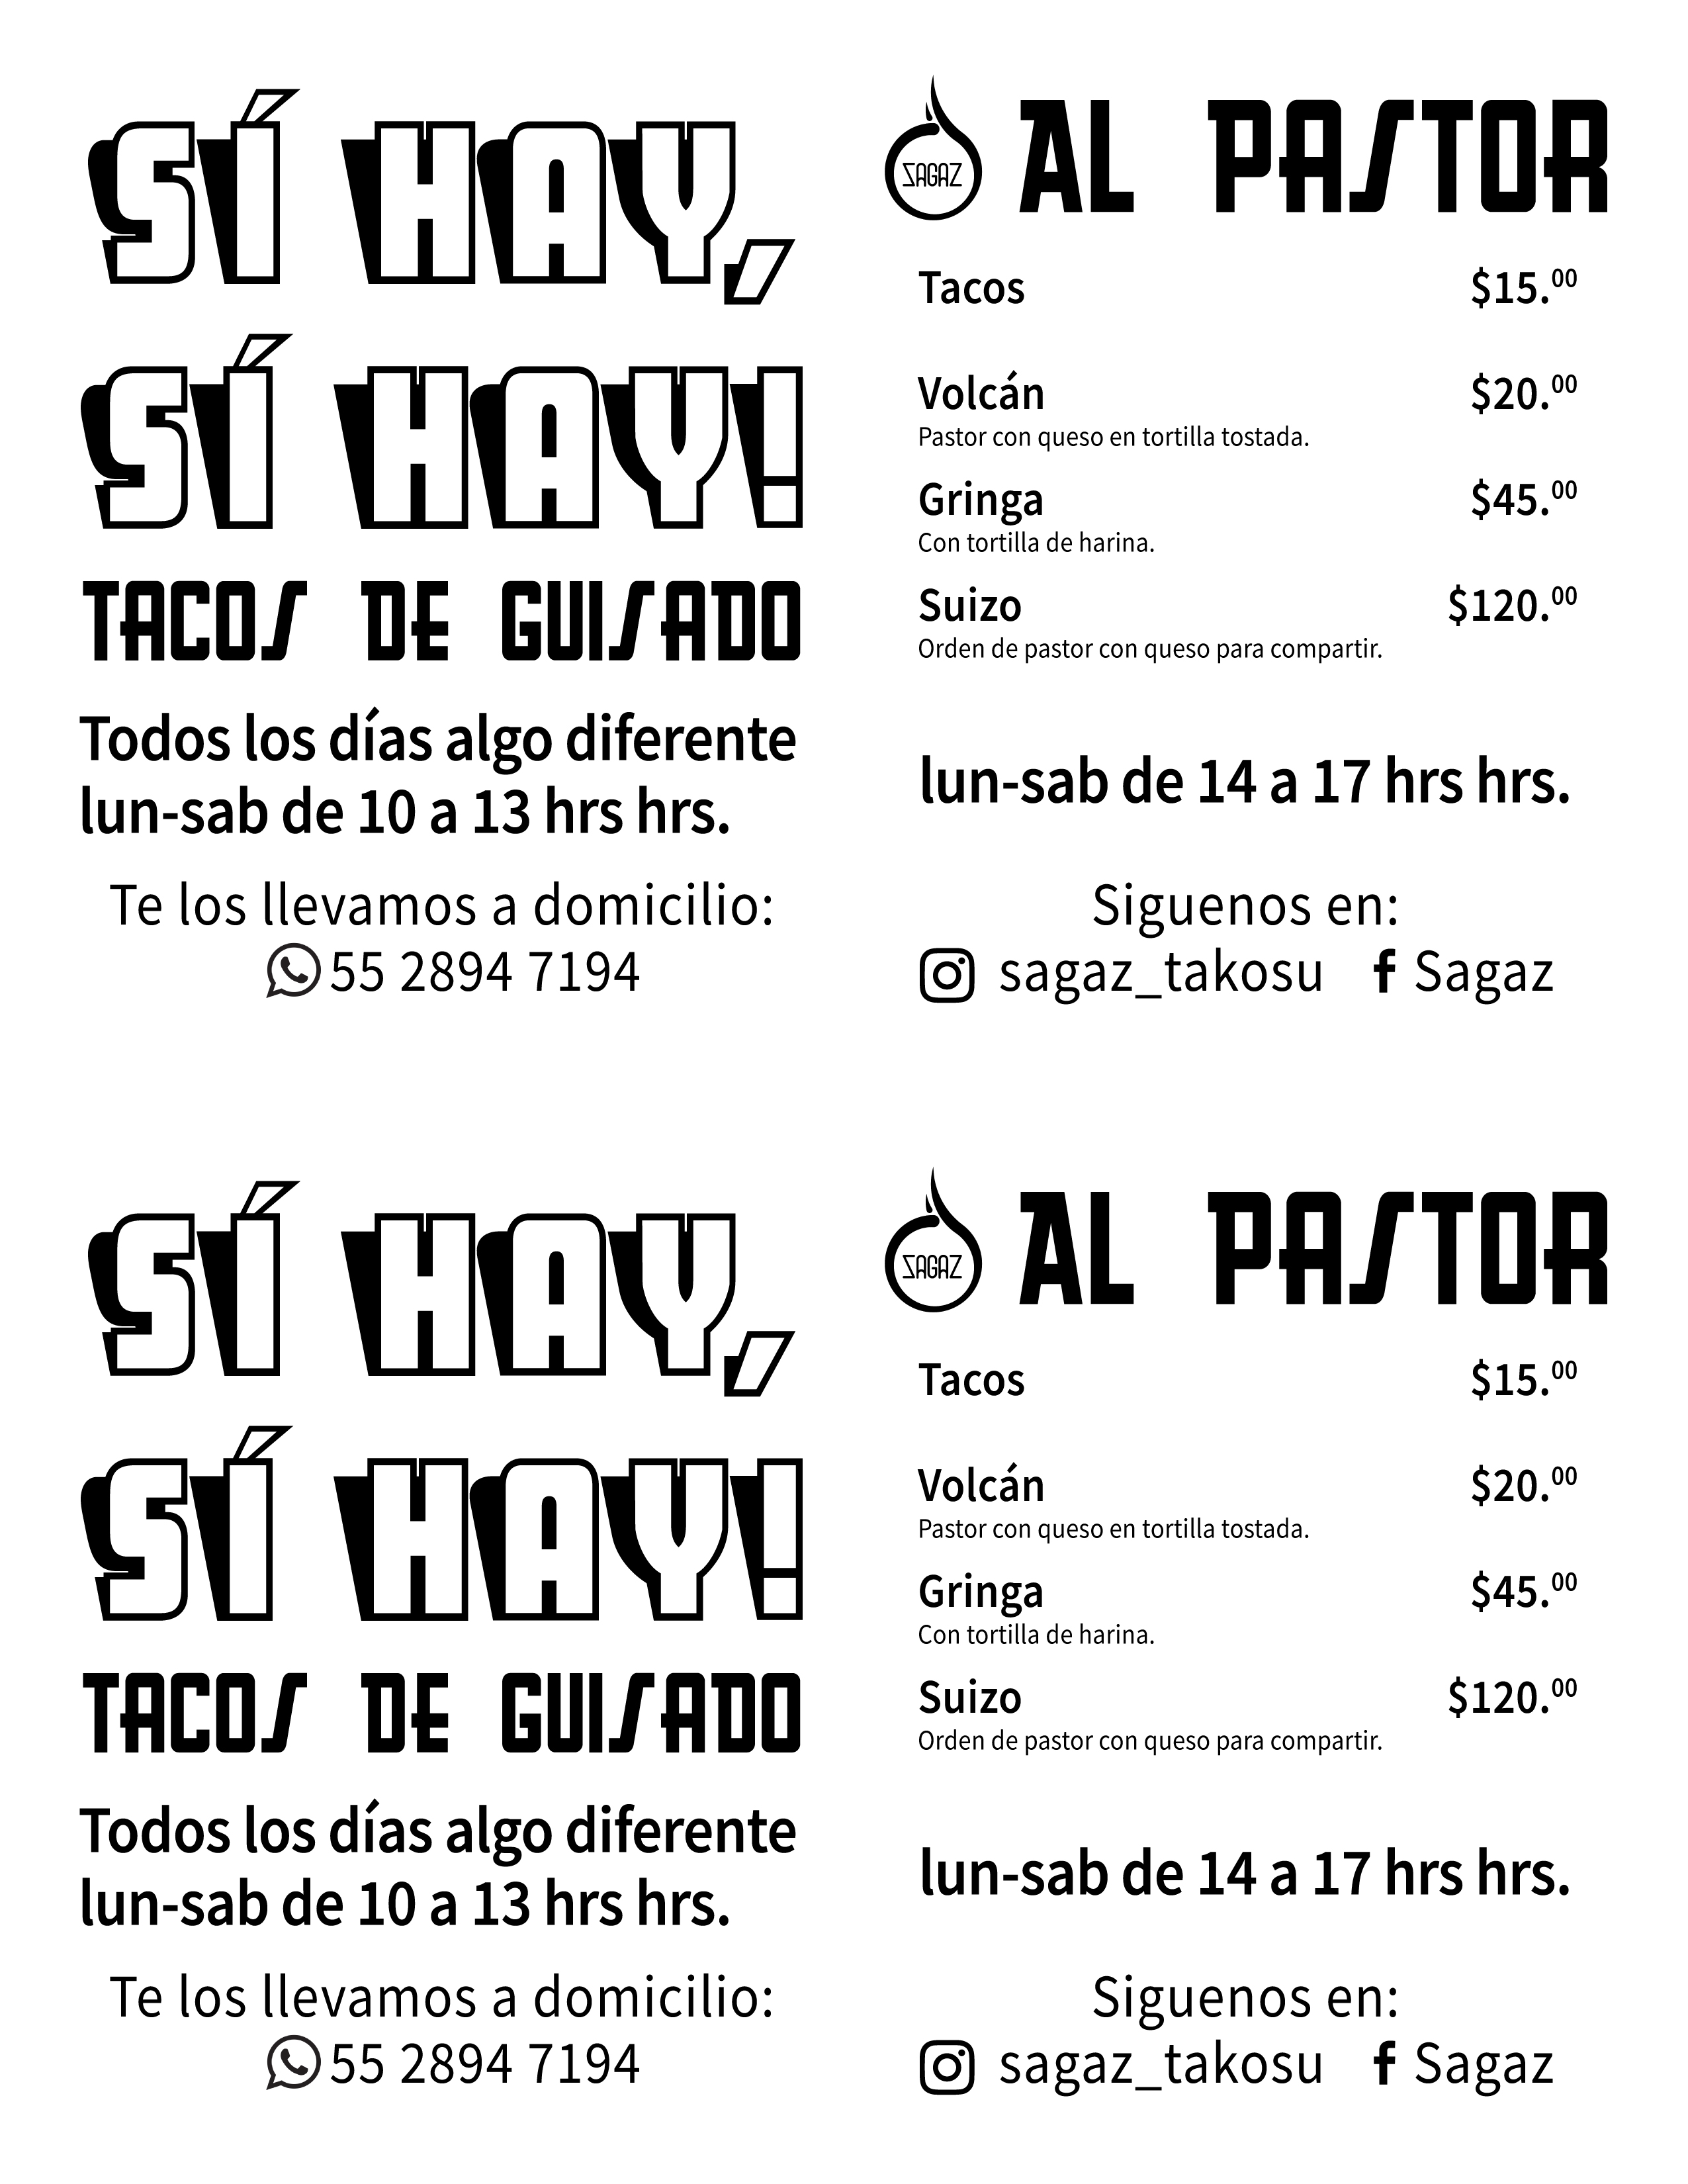 SÍ HAY,
SÍ HAY!
TACOS DE GUISADO
Todos los días algo diferente
lun-sab de 10 a 13 hrs hrs.
Te los llevamos a domicilio:
55 2894 7194
SAGAZ
AL PASTOR
Tacos $15.00
Volcán $20.00
Pastor con queso en tortilla tostada.
Gringa $45.00
Con tortilla de harina.
Suizo $120.00
Orden de pastor con queso para compartir.
lun-sab de 14 a 17 hrs hrs.
Siguenos en:
sagaz_takosu Sagaz
SÍ HAY,
SÍ HAY!
TACOS DE GUISADO
Todos los días algo diferente
lun-sab de 10 a 13 hrs hrs.
Te los llevamos a domicilio:
55 2894 7194
SAGAZ
AL PASTOR
Tacos $15.00
Volcán $20.00
Pastor con queso en tortilla tostada.
Gringa $45.00
Con tortilla de harina.
Suizo $120.00
Orden de pastor con queso para compartir.
lun-sab de 14 a 17 hrs hrs.
Siguenos en:
sagaz_takosu Sagaz